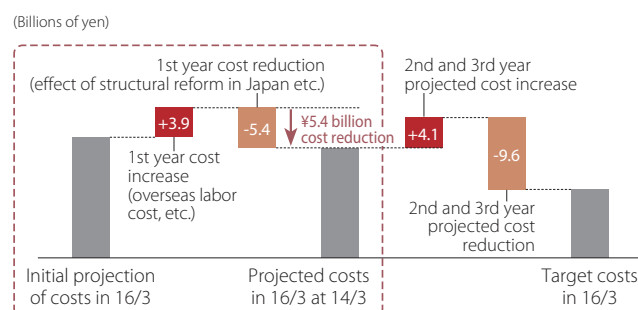 (Billions of yen)
1st year cost reduction
(effect of structural reform in Japan etc.)
2nd and 3rd year
projected cost increase
+3.9
-5.4
¥5.4 billion
cost reduction
+4.1
-9.6
1st year cost
increase
(overseas labor
cost, etc.)
2nd and 3rd year
projected cost
reduction
Initial projection
of costs in 16/3
Projected costs
in 16/3 at 14/3
Target costs
in 16/3